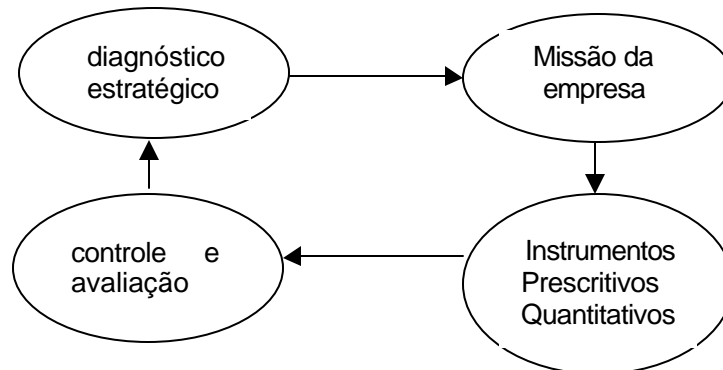 diagnóstico
estratégico
Missão da
empresa
controle e
avaliação
Instrumentos
Prescritivos
Quantitativos